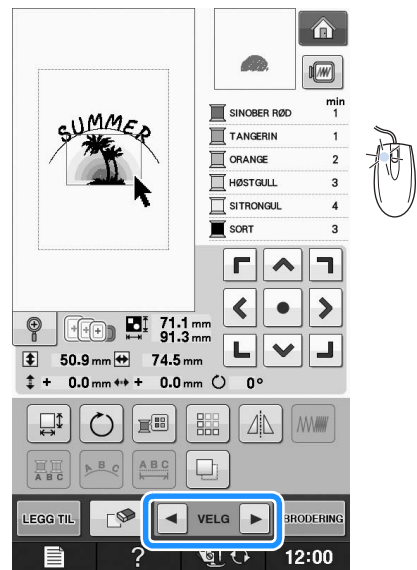 SUMMER
min
SINOBER RØD 1
TANGERIN 1
ORANGE 2
HØSTGULL 3
SITRONGUL 4
SORT 3
71.1 mm
91.3 mm
50.9 mm 74.5 mm
+ 0.0 mm + 0.0 mm 0°
A B C A B C A B C
LEGG TIL VELG BRODERING
? 12:00